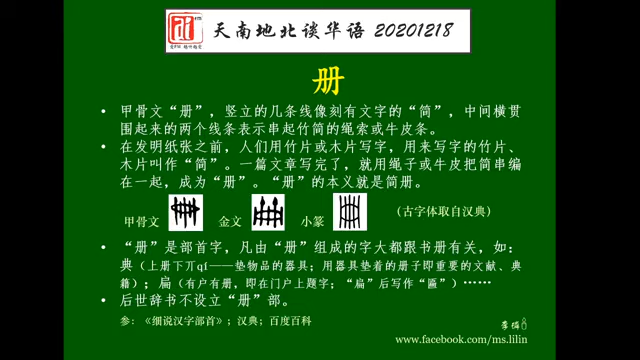 天南地北谈华语 20201218
册
• 甲骨文“册”，竖立的几条线像刻有文字的“简”，中间横贯
围起来的两个线条表示串起竹简的绳索或牛皮条。
• 在发明纸张之前，人们用竹片或木片写字，用来写字的竹片、
木片叫作“简”。一篇文章写完了，就用绳子或牛皮把简串编
在一起，成为“册”。“册”的本义就是简册。
甲骨文 金文 小篆 （古字体取自汉典）
• “册”是部首字，凡由“册”组成的字大都跟书册有关，如：
典（上册下丌qí——垫物品的器具；用器具垫着的册子即重要的文献、典
籍）；扁（有户有册，即在门户上题字；“扁”后写作“匾”）……
• 后世辞书不设立“册”部。
参：《细说汉字部首》；汉典；百度百科
www.facebook.com/ms.lilin